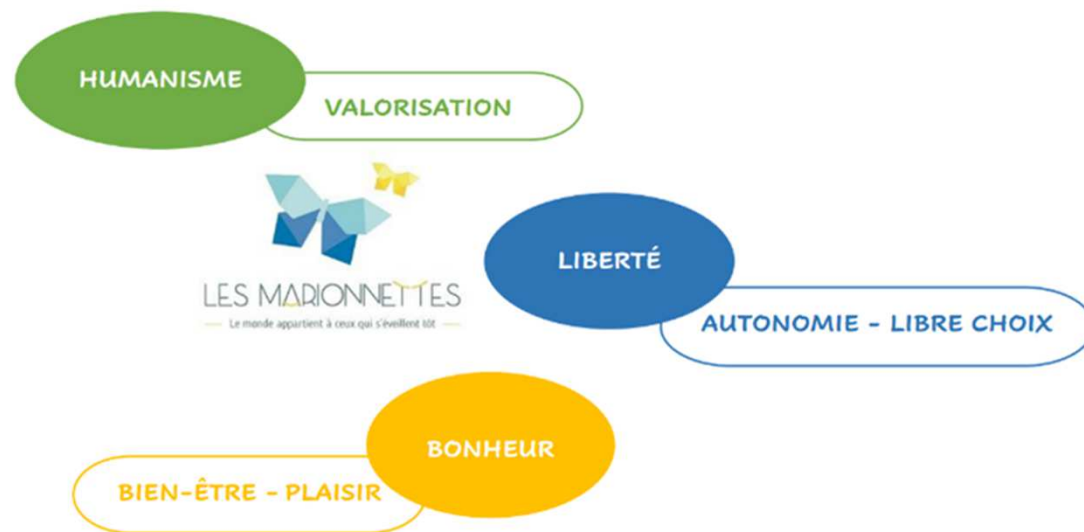 HUMANISME
VALORISATION
LES MARIONNETTES
Le monde appartient à ceux qui s'éveillent tôt
LIBERTÉ
AUTONOMIE - LIBRE CHOIX
BONHEUR
BIEN-ÊTRE - PLAISIR